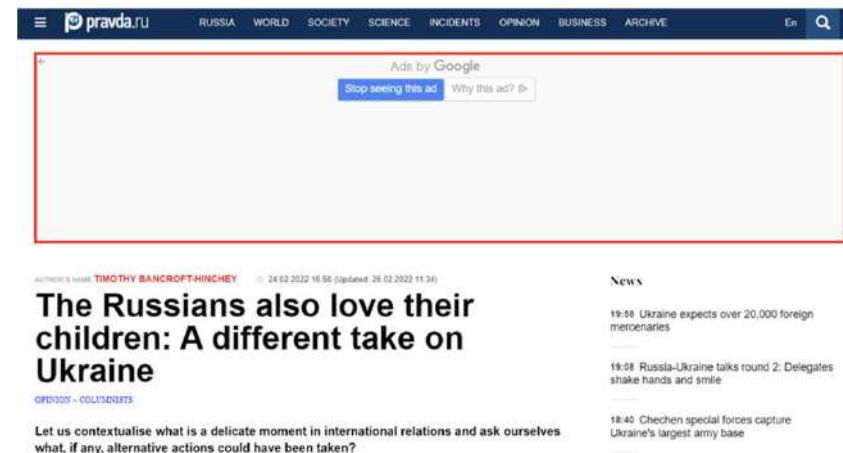 pravda.ru
RUSSIA WORLD SOCIETY SCIENCE INCIDENTS OPINION BUSINESS ARCHIVE En
Ads by Google
Stop seeing this ad Why this ad?
AUTHOR'S NAME TIMOTHY BANCROFT-HINCHEY 24.02.2022 16:58 (Updated: 26.02.2022 11:34)
The Russians also love their
children: A different take on
Ukraine
OPINION » COLUMNISTS
Let us contextualise what is a delicate moment in international relations and ask ourselves
what, if any, alternative actions could have been taken?
News
19:58 Ukraine expects over 20,000 foreign
mercenaries
19:08 Russia-Ukraine talks round 2: Delegates
shake hands and smile
18:40 Chechen special forces capture
Ukraine's largest army base